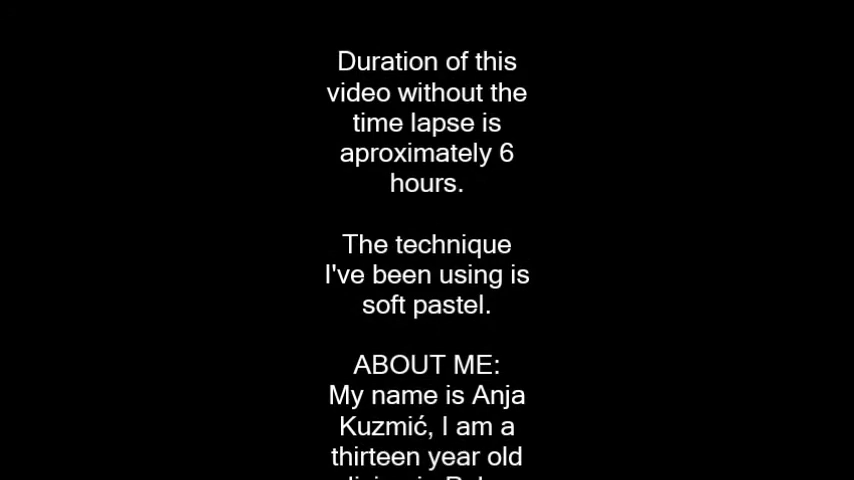 Duration of this
video without the
time lapse is
aproximately 6
hours.
The technique
I've been using is
soft pastel.
ABOUT ME:
My name is Anja
Kuzmić, I am a
thirteen year old